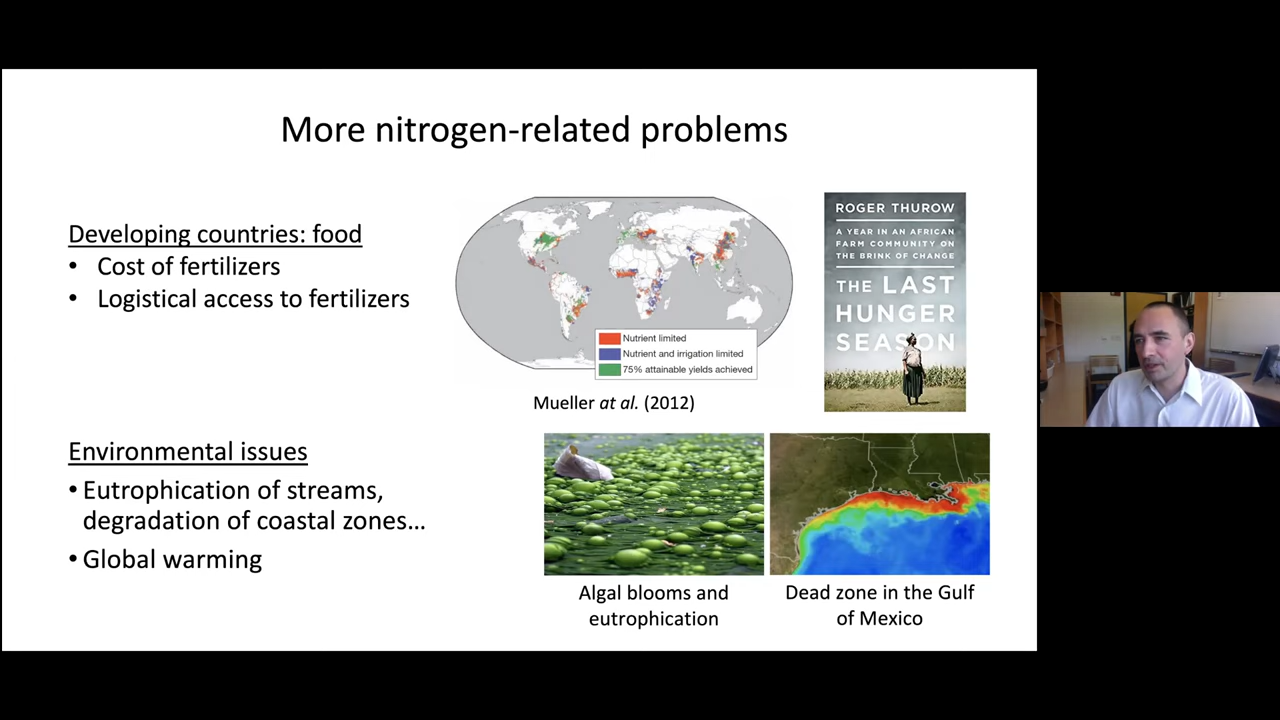 More nitrogen-related problems
Developing countries: food
• Cost of fertilizers
• Logistical access to fertilizers
Nutrient limited
Nutrient and irrigation limited
75% attainable yields achieved
Mueller at al. (2012)
ROGER THUROW
A YEAR IN AN AFRICAN
FARM COMMUNITY ON
THE BRINK OF CHANGE
THE LAST
HUNGER
SEASON
Environmental issues
• Eutrophication of streams,
degradation of coastal zones...
• Global warming
Algal blooms and
eutrophication
Dead zone in the Gulf
of Mexico